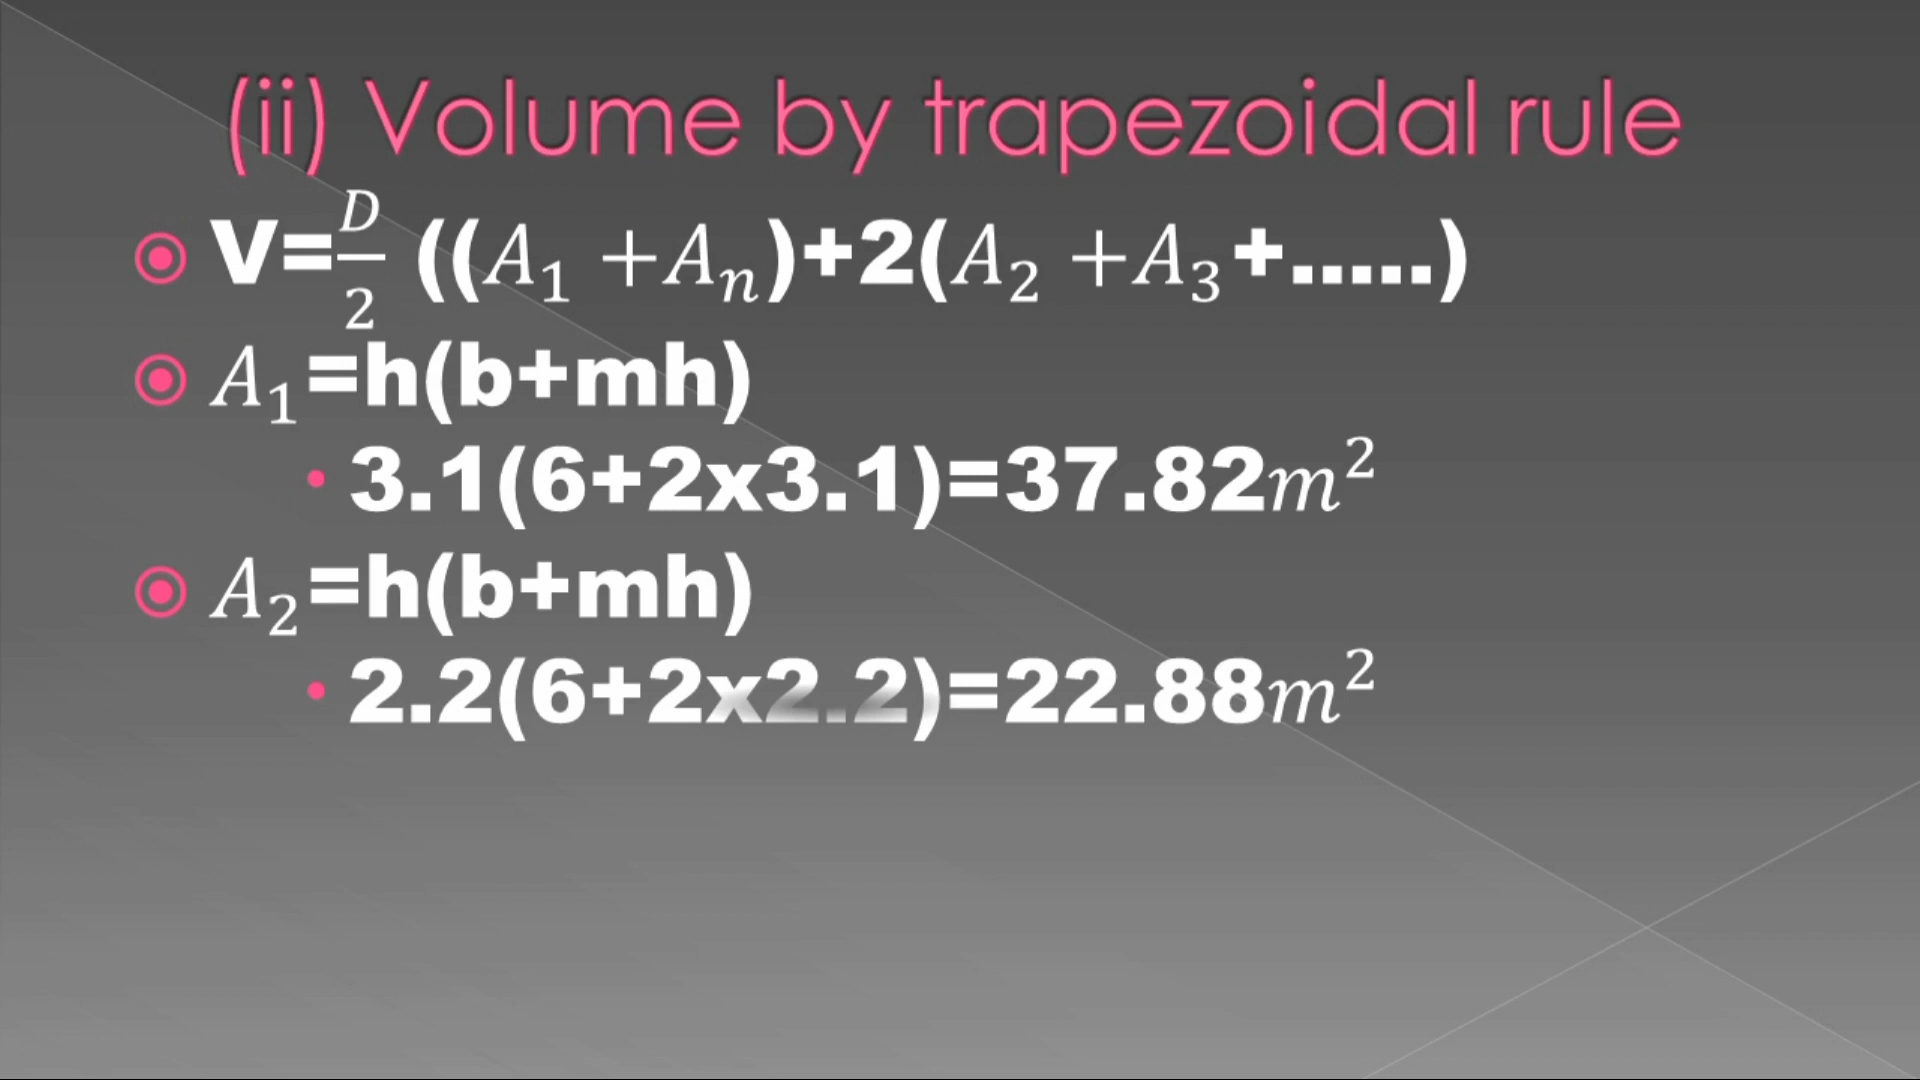 (ii) Volume by trapezoidal rule
V=D/2 ((A₁ +Aₙ)+2(A₂ +A₃+.....)
A₁=h(b+mh)
3.1(6+2x3.1)=37.82m²
A₂=h(b+mh)
2.2(6+2x2.2)=22.88m²